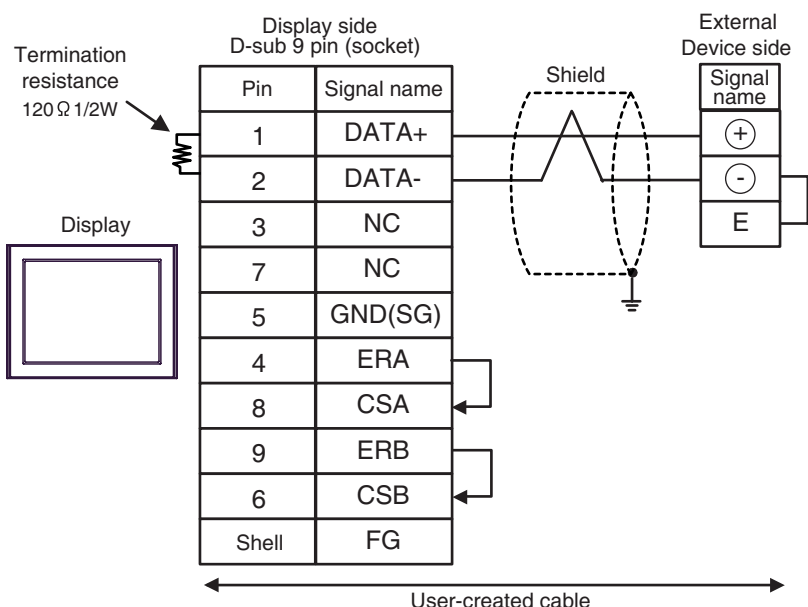 Display side
D-sub 9 pin (socket)
External
Device side
Termination
resistance
120Ω 1/2W
Shield
Pin Signal name
Signal
name
1 DATA+
+
2 DATA-
-
3 NC
E
Display
7 NC
5 GND(SG)
4 ERA
8 CSA
9 ERB
6 CSB
Shell FG
User-created cable